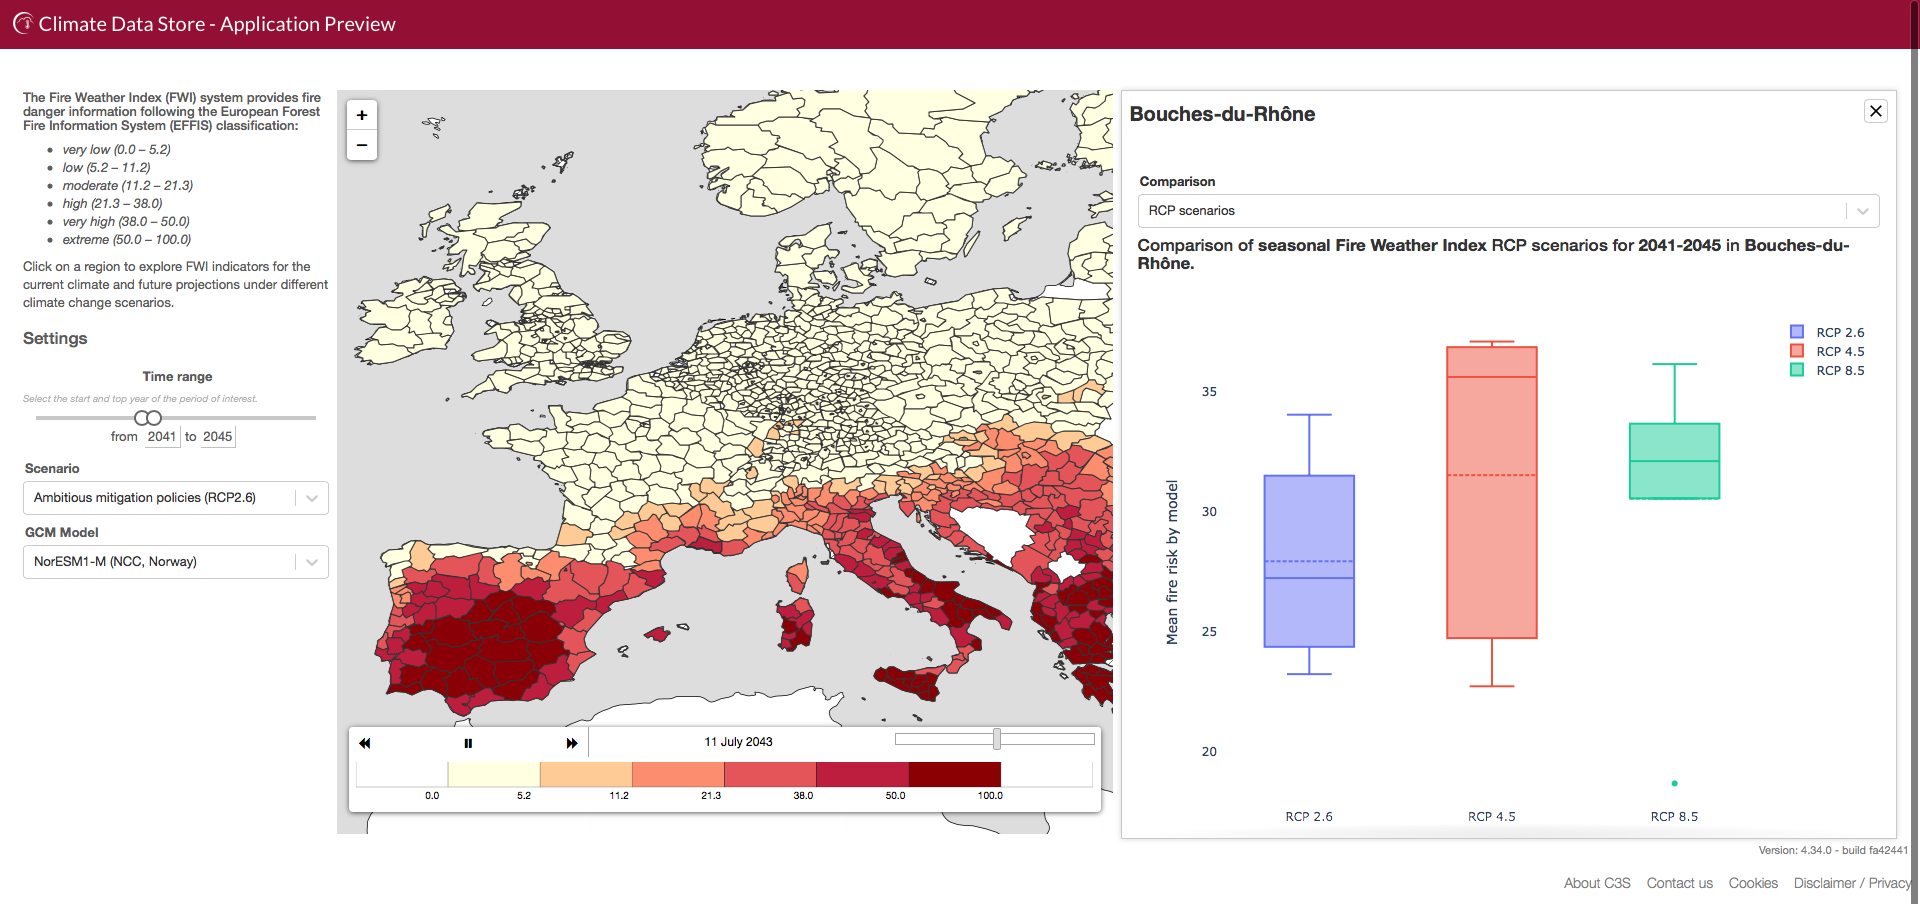 Climate Data Store - Application Preview
The Fire Weather Index (FWI) system provides fire
danger information following the European Forest
Fire Information System (EFFIS) classification:
very low (0.0 – 5.2)
low (5.2 – 11.2)
moderate (11.2 – 21.3)
high (21.3 – 38.0)
very high (38.0 – 50.0)
extreme (50.0 – 100.0)
Click on a region to explore FWI indicators for the
current climate and future projections under different
climate change scenarios.
Settings
Time range
Select the start and top year of the period of interest.
from 2041 to 2045
Scenario
Ambitious mitigation policies (RCP2.6)
GCM Model
NorESM1-M (NCC, Norway)
+
−
11 July 2043
0.0 5.2 11.2 21.3 38.0 50.0 100.0
Bouches-du-Rhône
Comparison
RCP scenarios
Comparison of seasonal Fire Weather Index RCP scenarios for 2041-2045 in Bouches-du-
Rhône.
RCP 2.6
RCP 4.5
RCP 8.5
Mean fire risk by model
35
30
25
20
RCP 2.6 RCP 4.5 RCP 8.5
Version: 4.34.0 - build fa42441
About C3S Contact us Cookies Disclaimer / Privacy